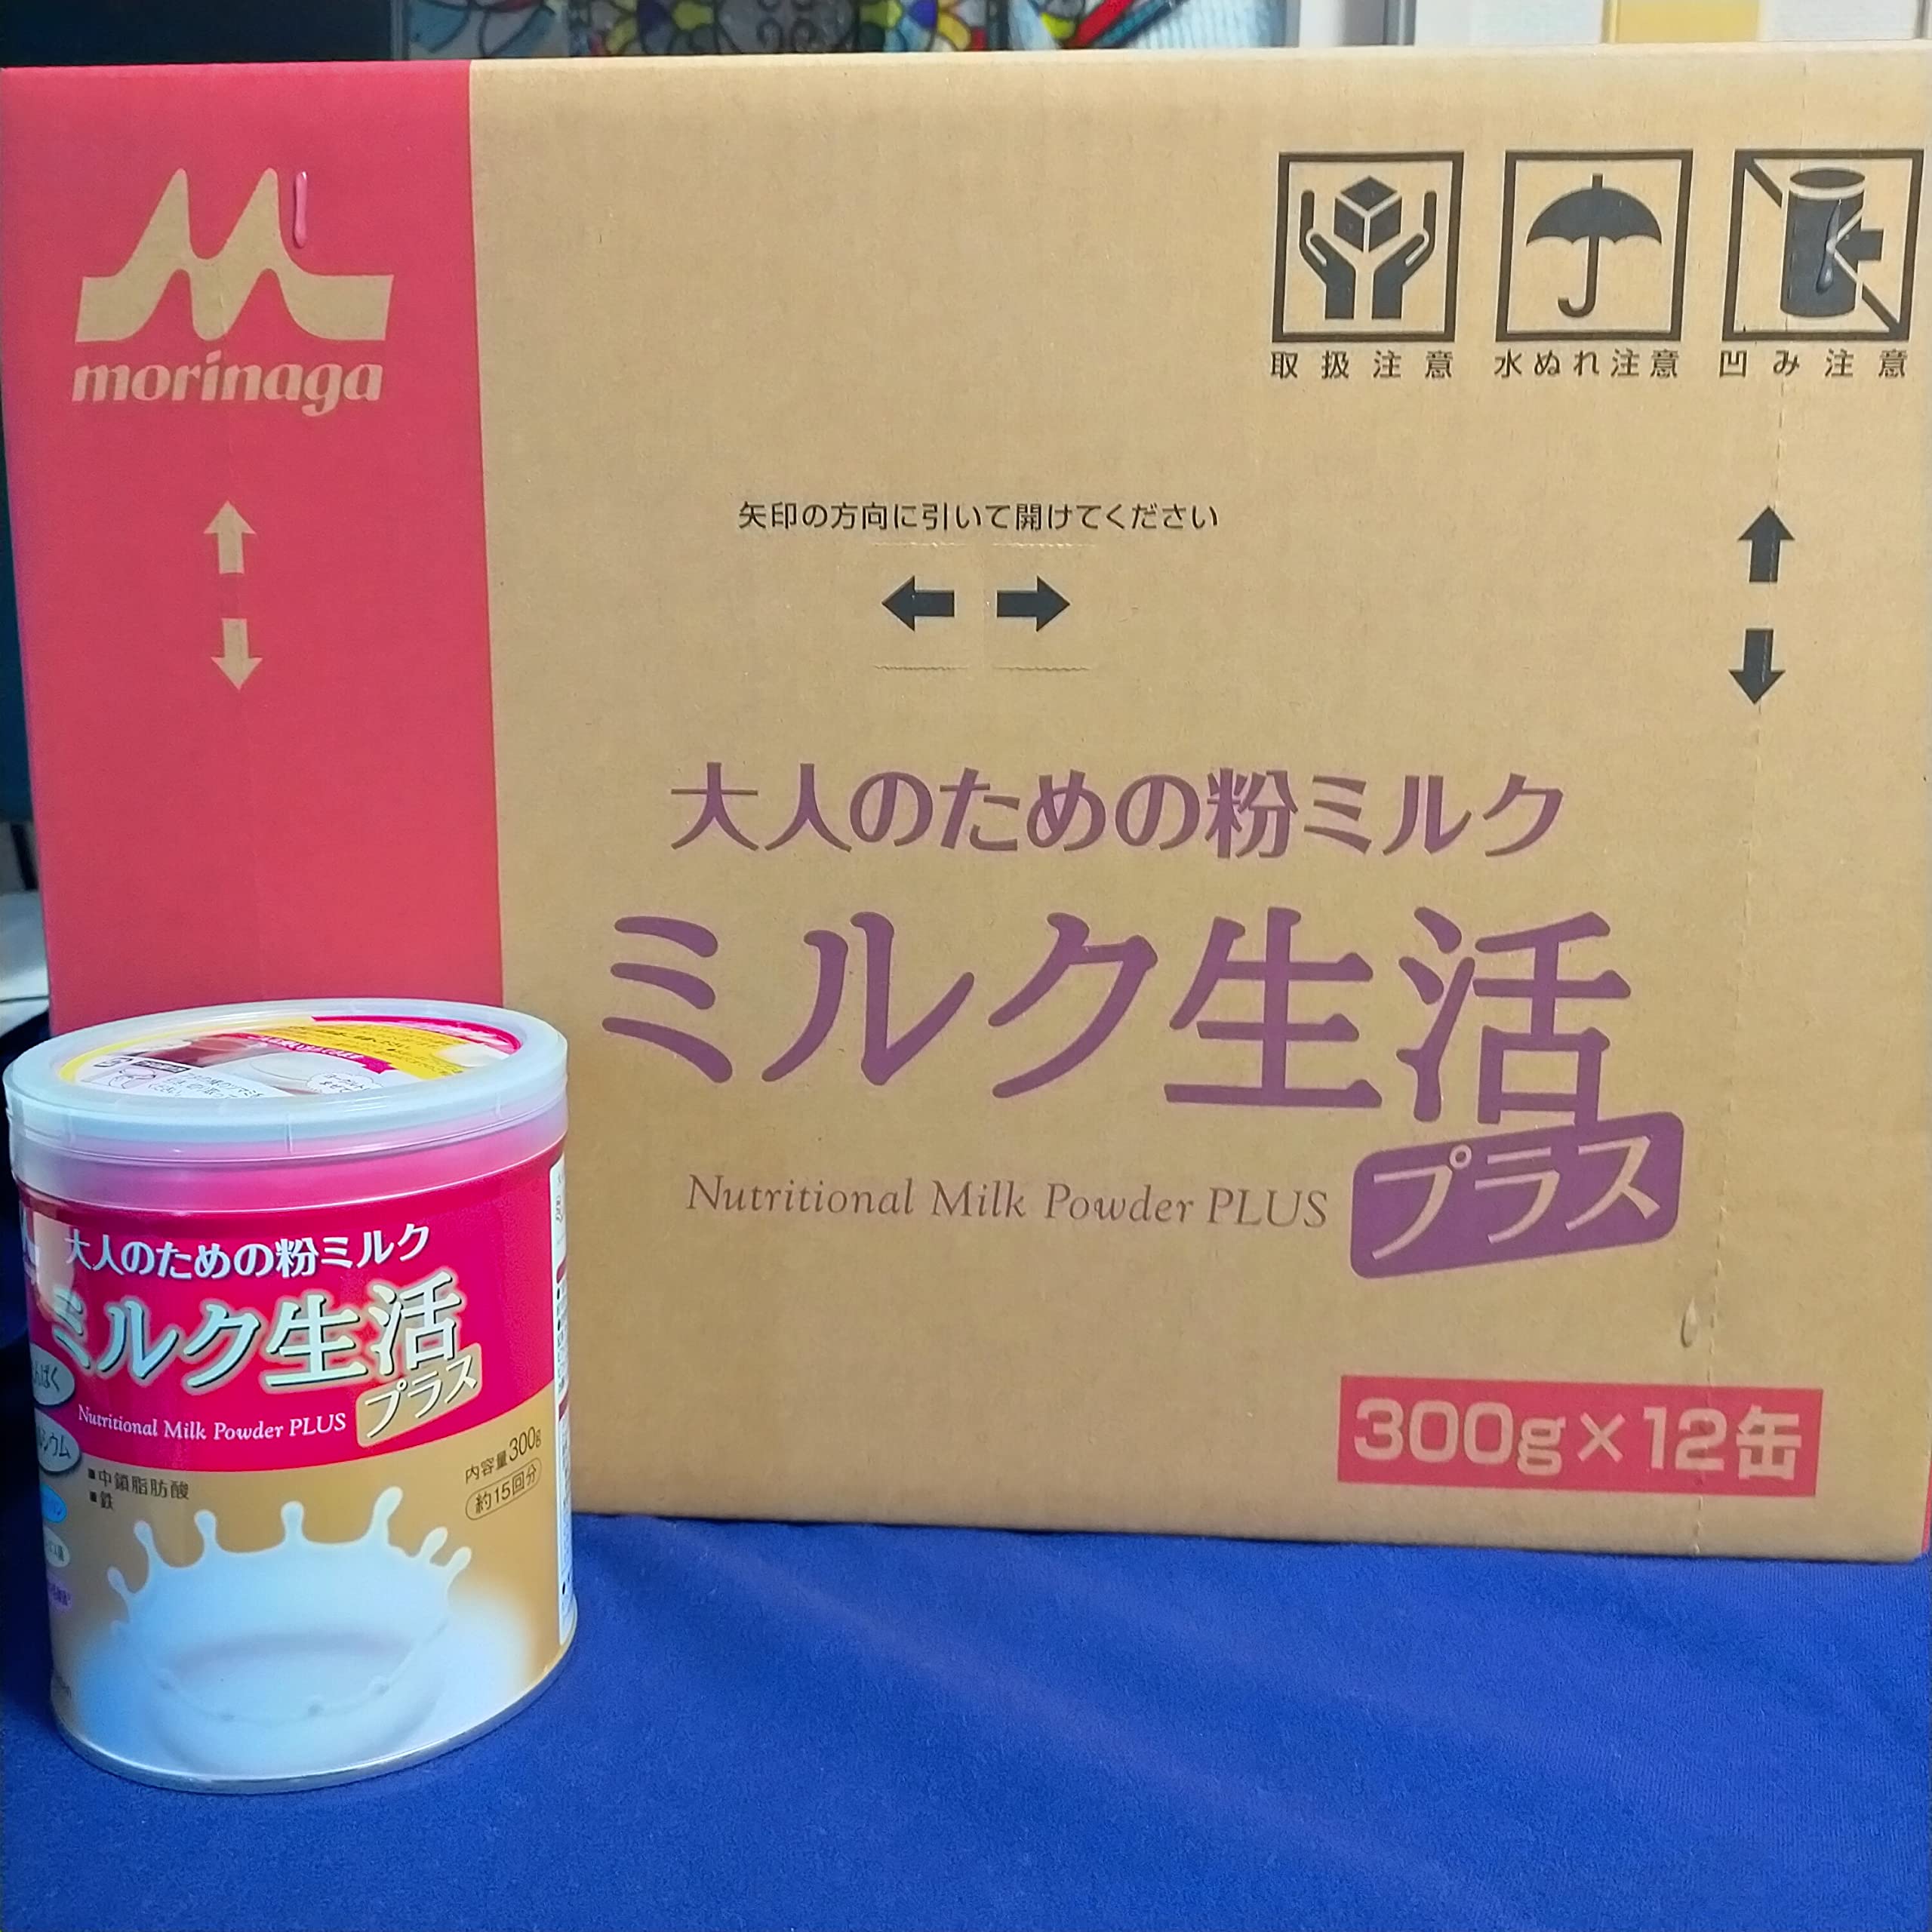 morinaga
取扱注意
水ぬれ注意
凹み注意
矢印の方向に引いて開けてください
大人のための粉ミルク
ミルク生活
プラス
Nutritional Milk Powder PLUS
300g×12缶
大人のための粉ミルク
ミルク生活
プラス
Nutritional Milk Powder PLUS
内容量300g
約15回分
■中鎖脂肪酸
■鉄